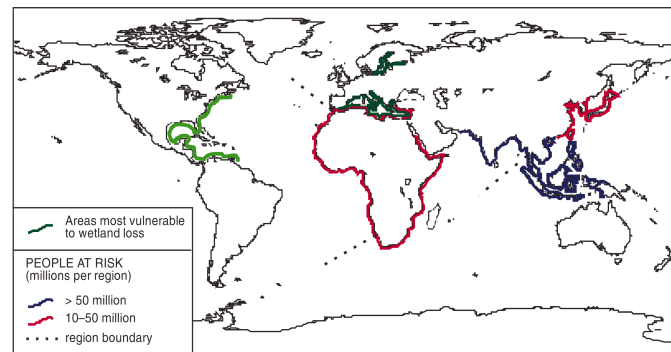 Areas most vulnerable
to wetland loss
PEOPLE AT RISK
(millions per region)
> 50 million
10–50 million
region boundary